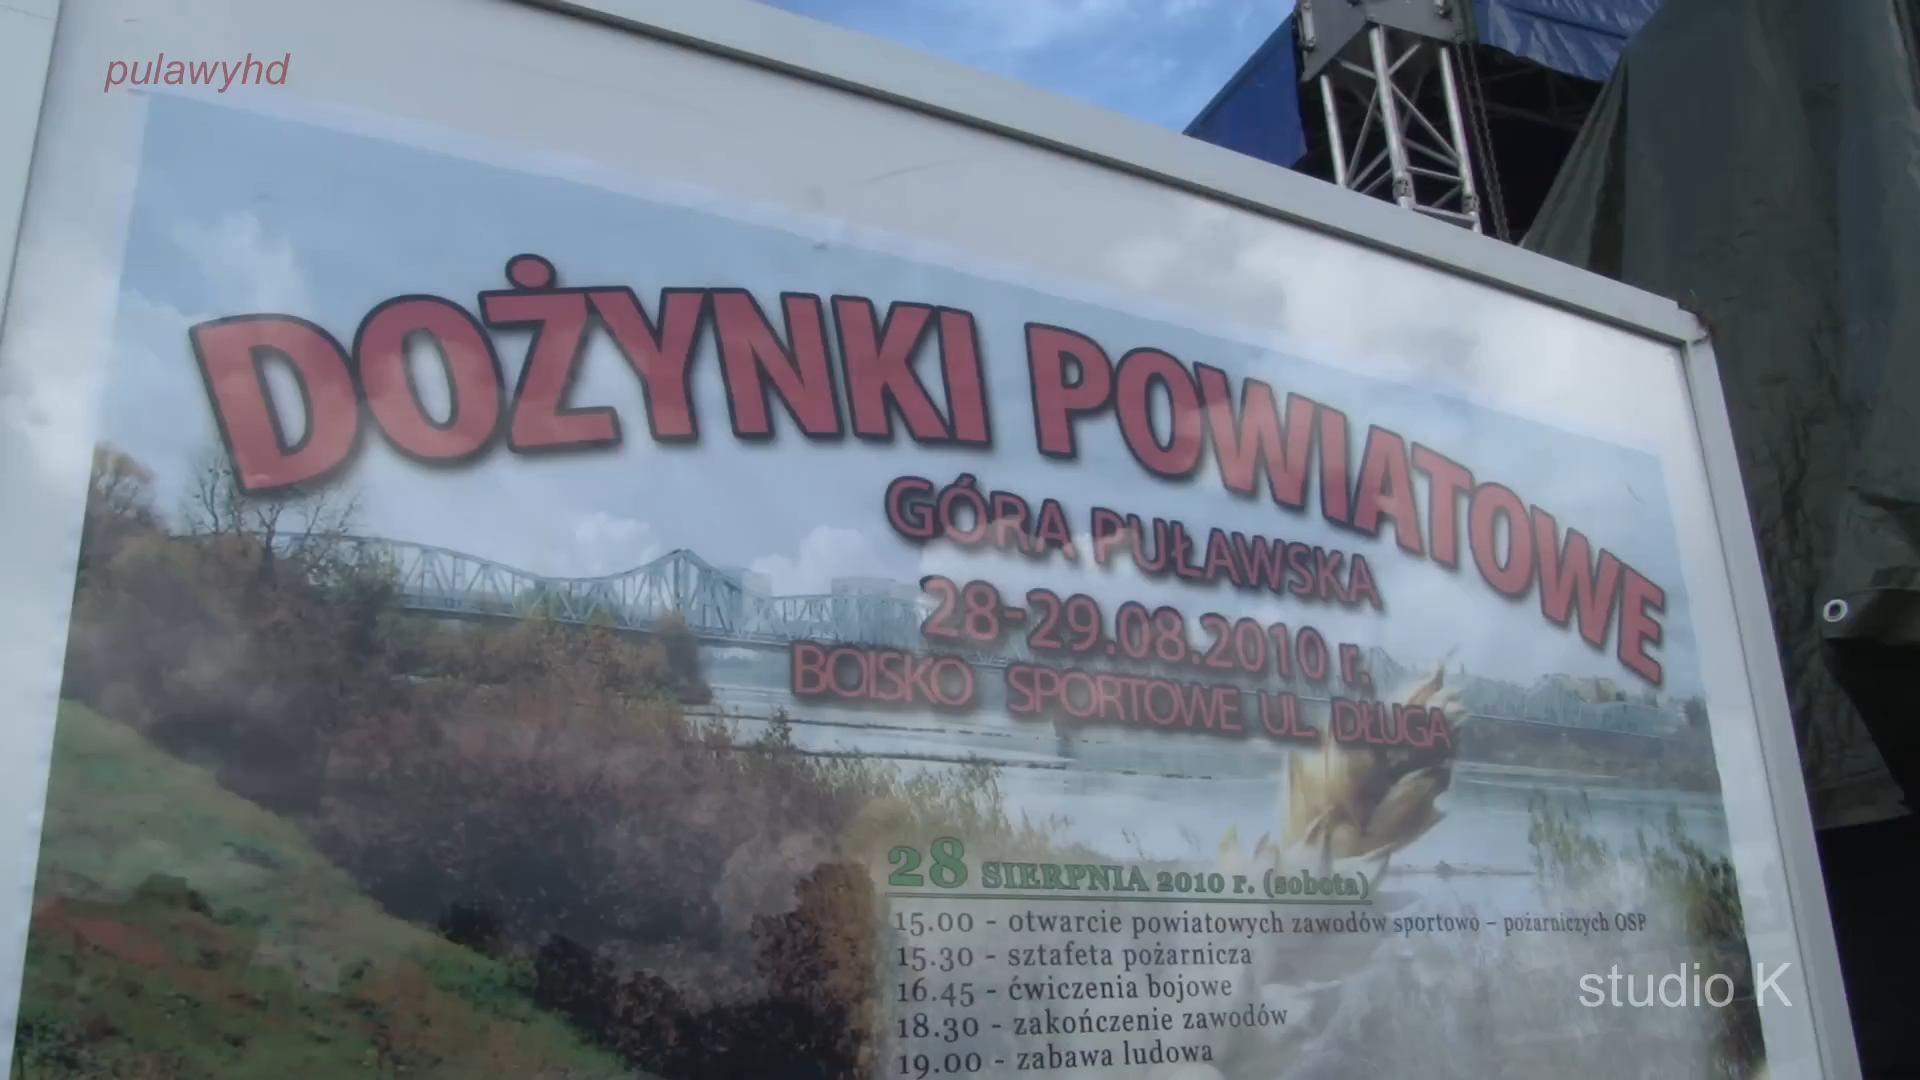 pulawyhd
DOŻYNKI POWIATOWE
GÓRA PUŁAWSKA
28-29.08.2010 r.
BOISKO SPORTOWE UL. DŁUGA
28 SIERPNIA 2010 r. (sobota)
15.00 - otwarcie powiatowych zawodów sportowo – pożarniczych OSP
15.30 - sztafeta pożarnicza
16.45 - ćwiczenia bojowe
18.30 - zakończenie zawodów
19.00 - zabawa ludowa
studio K